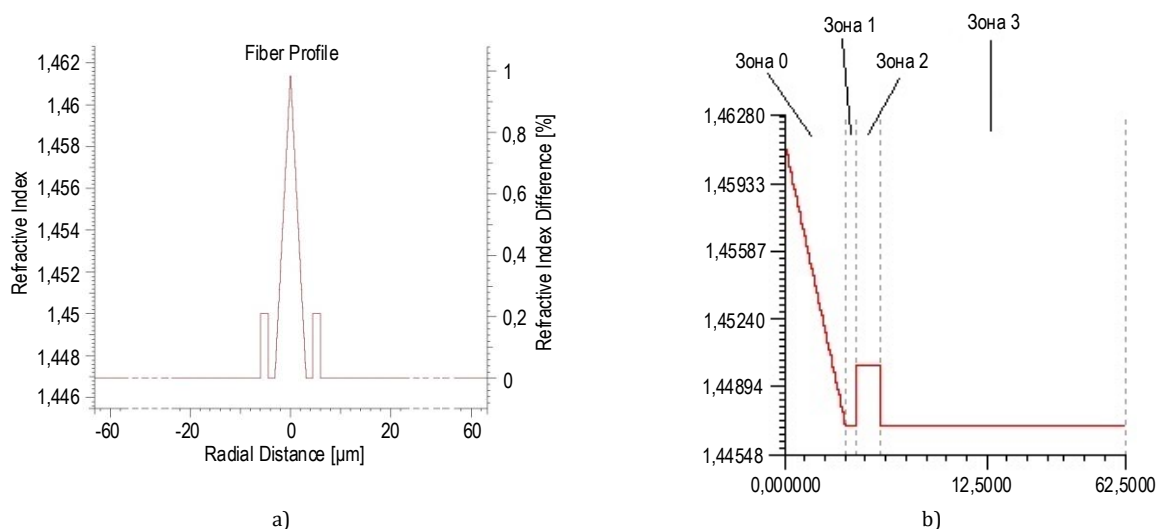 Fiber Profile
Refractive Index
1,462
1,46
1,458
1,456
1,454
1,452
1,45
1,447
1,446
Refractive Index Difference [%]
1
0,8
0,6
0,4
0,2
0
-60
-20
0
20
60
Radial Distance [µm]
a)
Зона 0
Зона 1
Зона 2
Зона 3
1,46280
1,45933
1,45587
1,45240
1,44894
1,44548
0,000000
12,5000
62,5000
b)